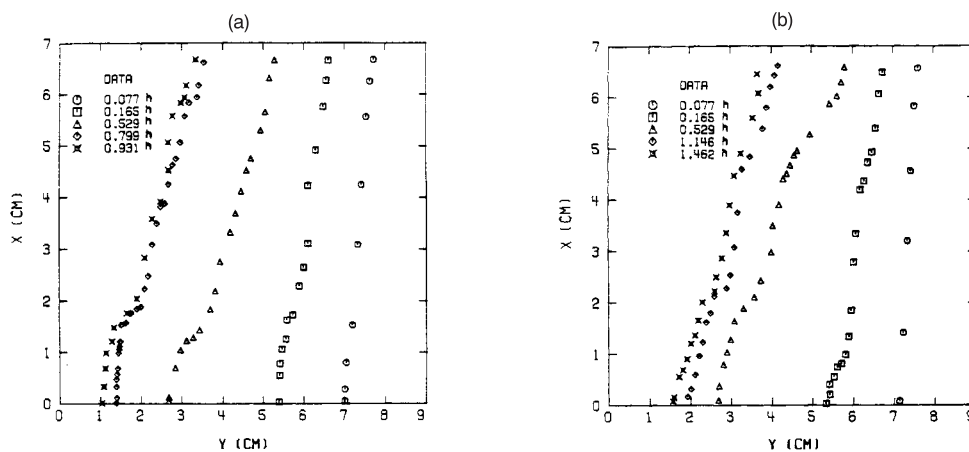 (a)
7
6
5
4
3
2
1
0
X (CM)
DATA
0.077 h
0.165 h
0.529 h
0.799 h
0.931 h
0 1 2 3 4 5 6 7 8 9
Y (CM)
(b)
7
6
5
4
3
2
1
0
X (CM)
DATA
0.077 h
0.165 h
0.529 h
1.146 h
1.462 h
0 1 2 3 4 5 6 7 8 9
Y (CM)